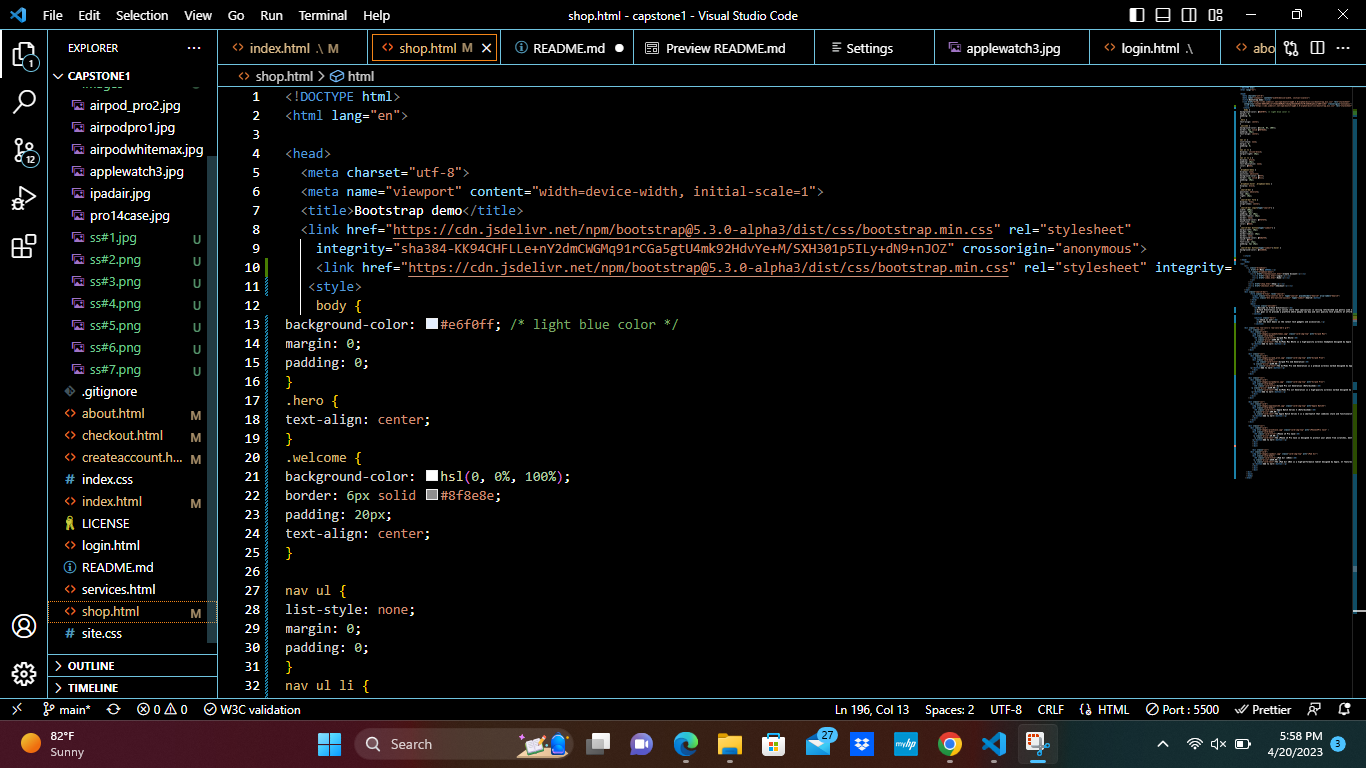 File Edit Selection View Go Run Terminal Help
shop.html - capstone1 - Visual Studio Code
EXPLORER
index.html .\ M
shop.html M
README.md
Preview README.md
Settings
applewatch3.jpg
login.html .\
abo
shop.html > html
1
CAPSTONE1
images
airpod_pro2.jpg
airpodpro1.jpg
airpodwhitemax.jpg
applewatch3.jpg
ipadair.jpg
pro14case.jpg
ss#1.jpg U
ss#2.png U
ss#3.png U
ss#4.png U
ss#5.png U
ss#6.png U
ss#7.png U
.gitignore
about.html M
checkout.html M
createaccount.h... M
index.css
index.html M
LICENSE
login.html
README.md
services.html
shop.html M
site.css
OUTLINE
TIMELINE
12
1 <!DOCTYPE html>
2 <html lang="en">
3
4 <head>
5 <meta charset="utf-8">
6 <meta name="viewport" content="width=device-width, initial-scale=1">
7 <title>Bootstrap demo</title>
8 <link href="https://cdn.jsdelivr.net/npm/bootstrap@5.3.0-alpha3/dist/css/bootstrap.min.css" rel="stylesheet"
9 integrity="sha384-KK94CHFLLe+nY2dmCWGMq91rCGa5gtU4mk92HdvYe+M/SXH301p5ILy+dN9+nJOZ" crossorigin="anonymous">
10 <link href="https://cdn.jsdelivr.net/npm/bootstrap@5.3.0-alpha3/dist/css/bootstrap.min.css" rel="stylesheet" integrity=
11 <style>
12 body {
13 background-color: #e6f0ff; /* light blue color */
14 margin: 0;
15 padding: 0;
16 }
17 .hero {
18 text-align: center;
19 }
20 .welcome {
21 background-color: hsl(0, 0%, 100%);
22 border: 6px solid #8f8e8e;
23 padding: 20px;
24 text-align: center;
25 }
26
27 nav ul {
28 list-style: none;
29 margin: 0;
30 padding: 0;
31 }
32 nav ul li {
main* 0 0 W3C validation
Ln 196, Col 13 Spaces: 2 UTF-8 CRLF HTML Port : 5500 Prettier
82°F
Sunny
Search
27
myhp
5:58 PM
4/20/2023
3